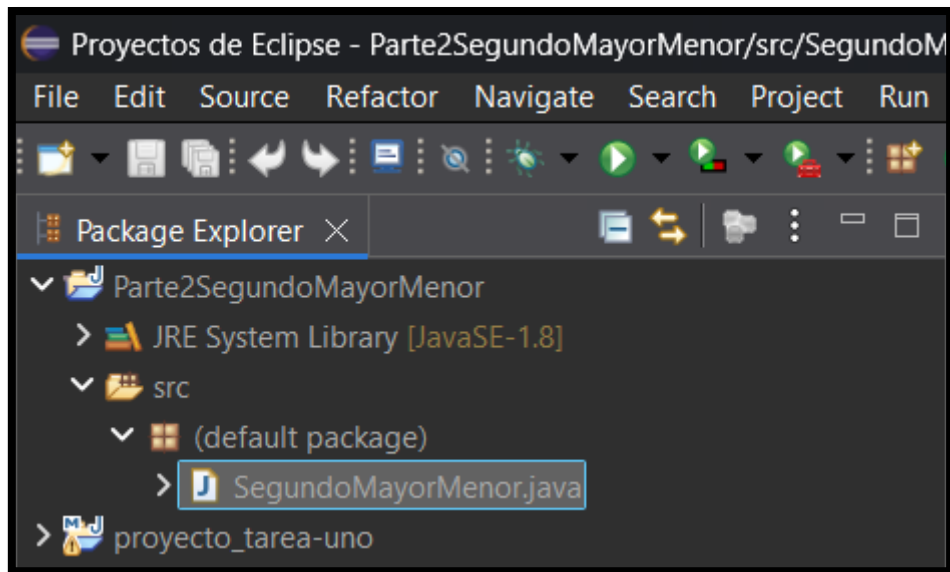 Proyectos de Eclipse - Parte2SegundoMayorMenor/src/SegundoM
File Edit Source Refactor Navigate Search Project Run
Package Explorer
Parte2SegundoMayorMenor
JRE System Library [JavaSE-1.8]
src
(default package)
SegundoMayorMenor.java
proyecto_tarea-uno